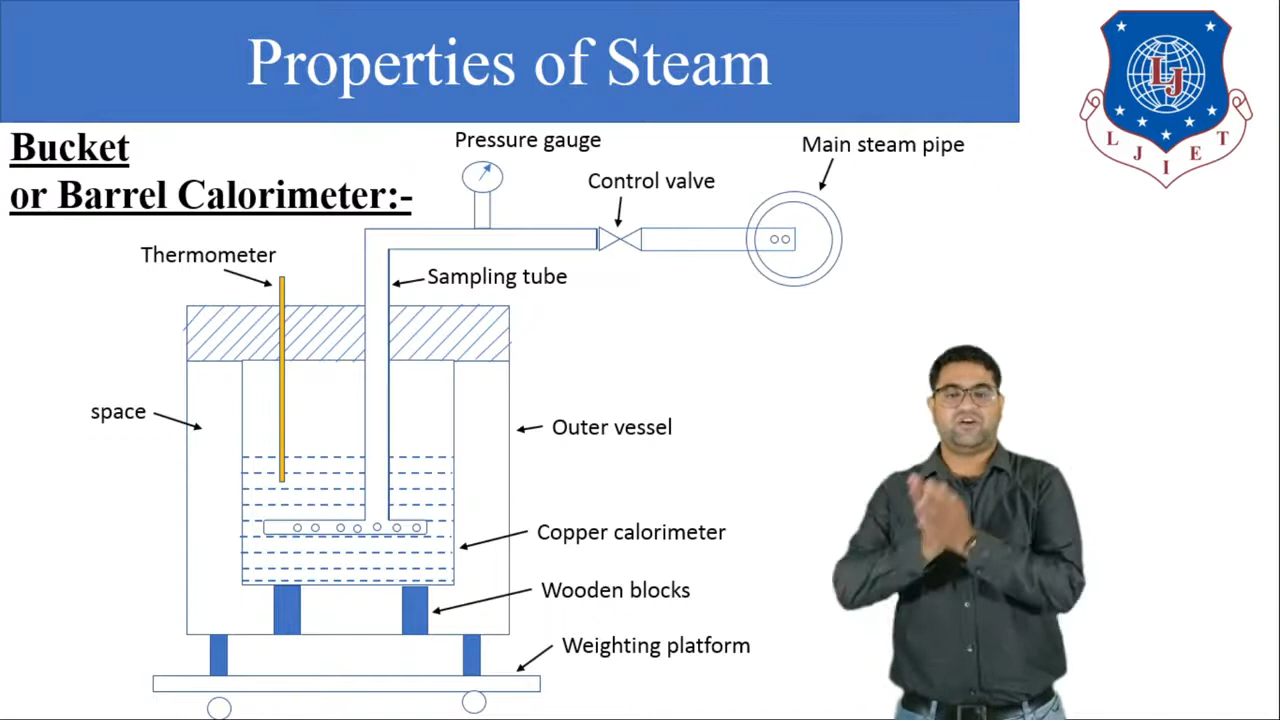 Properties of Steam
LJ
L J I E T
Bucket
or Barrel Calorimeter:-
Pressure gauge
Main steam pipe
Control valve
Thermometer
Sampling tube
space
Outer vessel
Copper calorimeter
Wooden blocks
Weighting platform